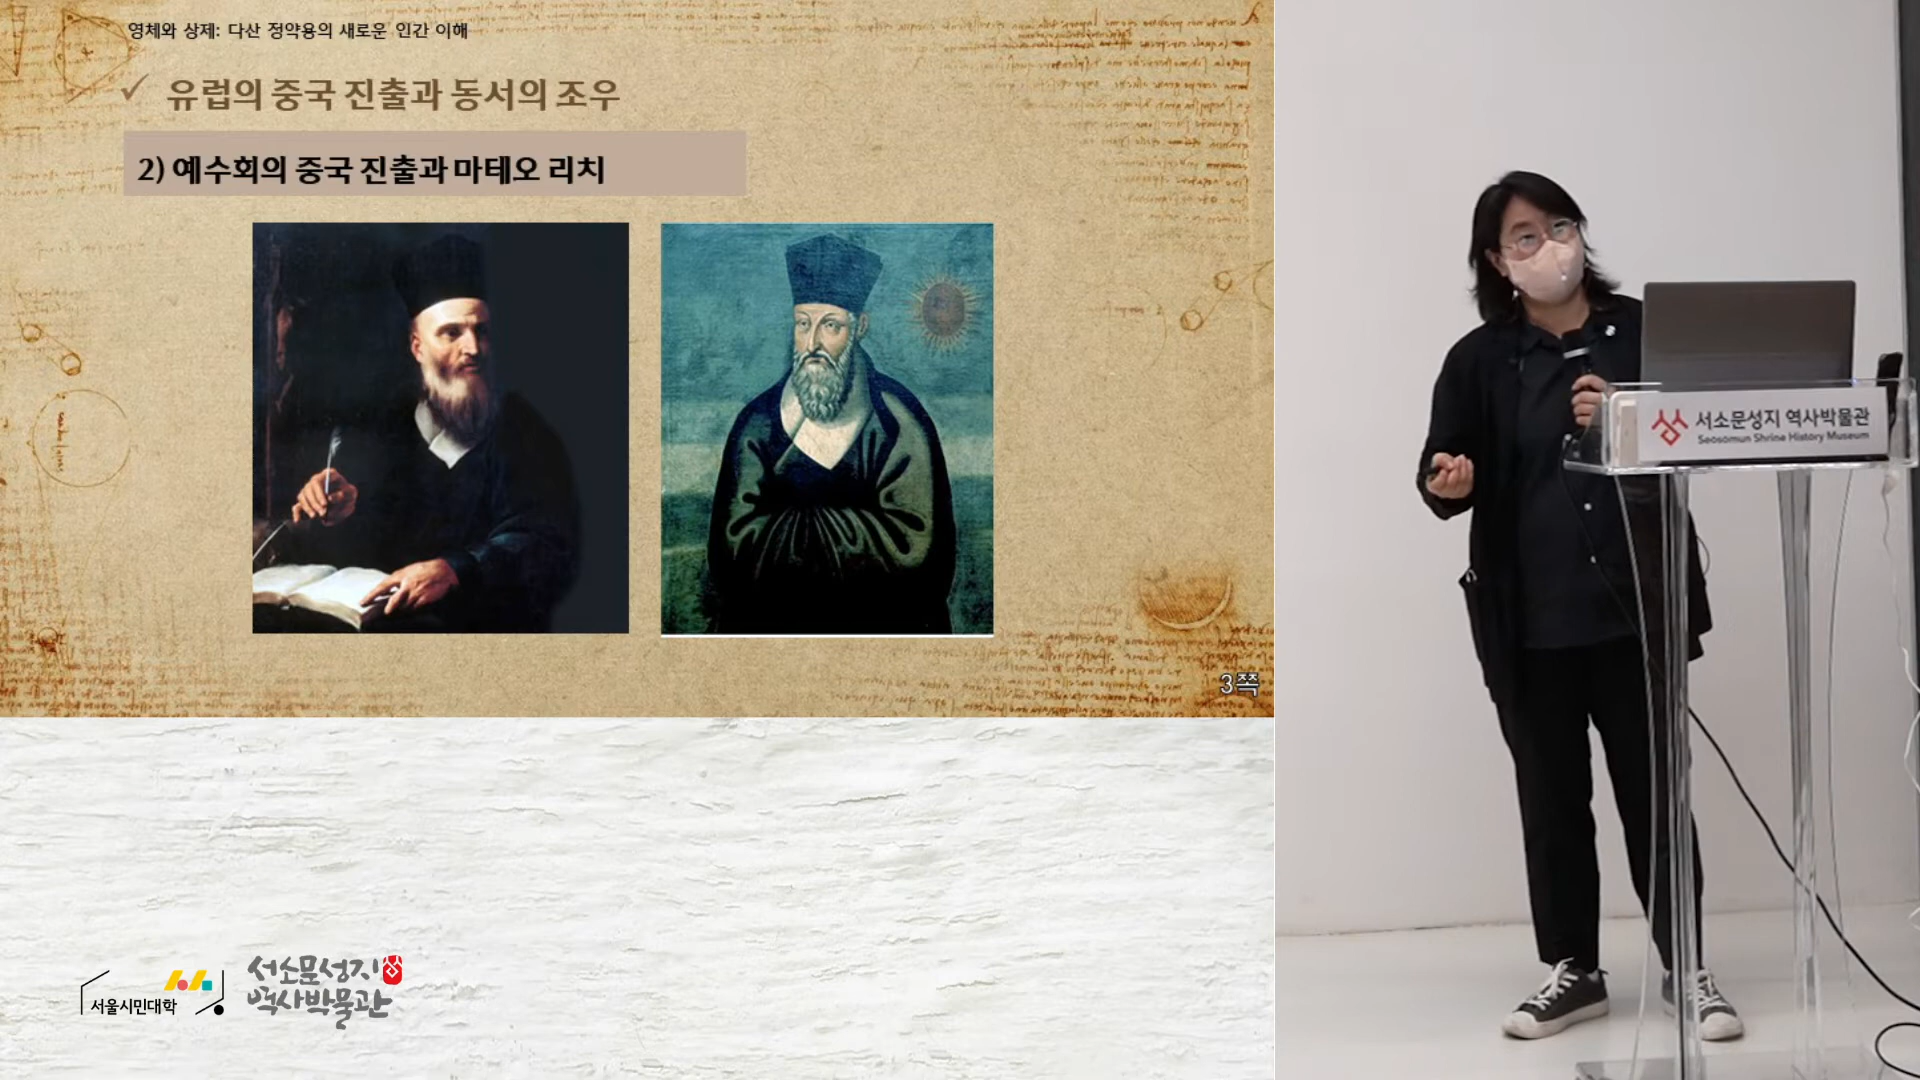 영체와 상제: 다산 정약용의 새로운 인간 이해
✓ 유럽의 중국 진출과 동서의 조우
2) 예수회의 중국 진출과 마테오 리치
3쪽
서소문성지 역사박물관
Seosomun Shrine History Museum
서울시민대학
서소문성지
역사박물관